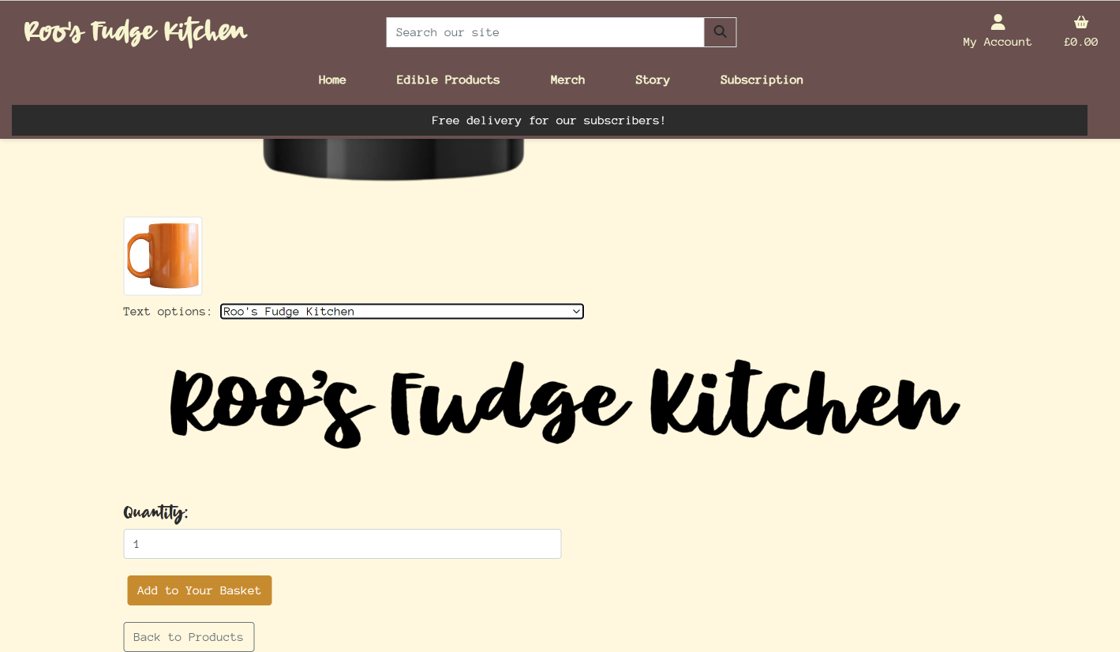 Roo's Fudge Kitchen
Search our site
My Account
£0.00
Home Edible Products Merch Story Subscription
Free delivery for our subscribers!
Text options: Roo's Fudge Kitchen
Roo's Fudge Kitchen
Quantity:
1
Add to Your Basket
Back to Products